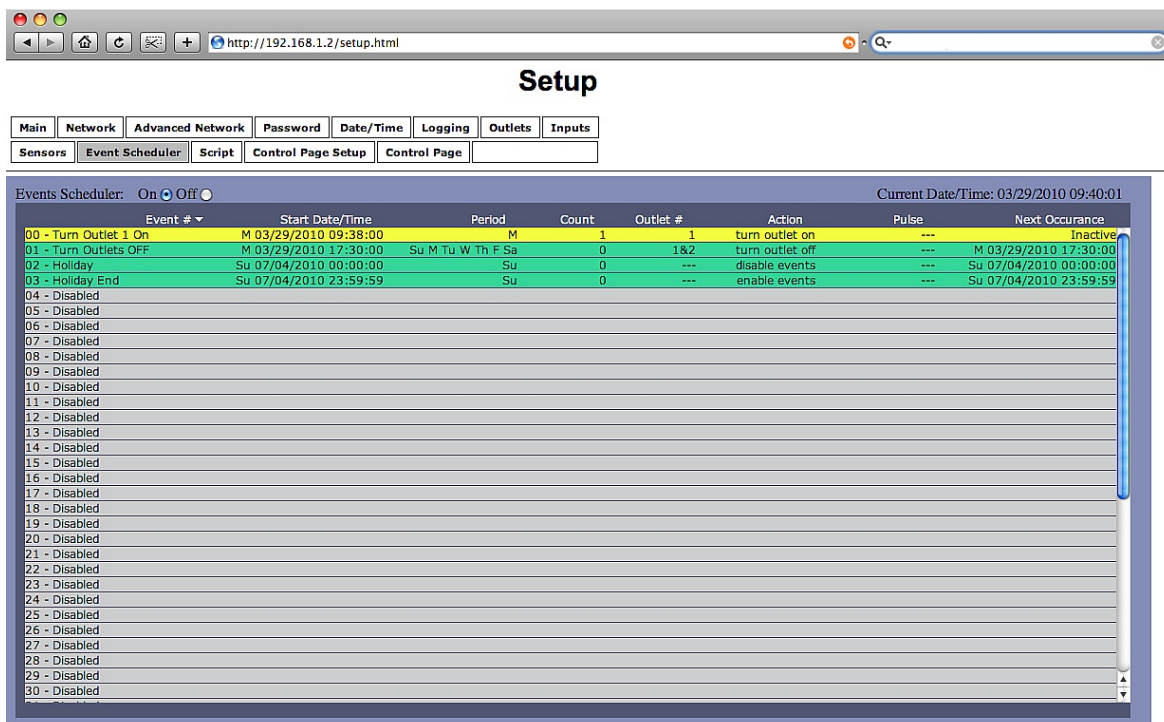 http://192.168.1.2/setup.html
Setup
Main Network Advanced Network Password Date/Time Logging Outlets Inputs
Sensors Event Scheduler Script Control Page Setup Control Page
Events Scheduler: On Off Current Date/Time: 03/29/2010 09:40:01
Event # Start Date/Time Period Count Outlet # Action Pulse Next Occurance
00 - Turn Outlet 1 On M 03/29/2010 09:38:00 M 1 1 turn outlet on --- Inactive
01 - Turn Outlets OFF M 03/29/2010 17:30:00 Su M Tu W Th F Sa 0 1&2 turn outlet off --- M 03/29/2010 17:30:00
02 - Holiday Su 07/04/2010 00:00:00 Su 0 --- disable events --- Su 07/04/2010 00:00:00
03 - Holiday End Su 07/04/2010 23:59:59 Su 0 --- enable events --- Su 07/04/2010 23:59:59
04 - Disabled
05 - Disabled
06 - Disabled
07 - Disabled
08 - Disabled
09 - Disabled
10 - Disabled
11 - Disabled
12 - Disabled
13 - Disabled
14 - Disabled
15 - Disabled
16 - Disabled
17 - Disabled
18 - Disabled
19 - Disabled
20 - Disabled
21 - Disabled
22 - Disabled
23 - Disabled
24 - Disabled
25 - Disabled
26 - Disabled
27 - Disabled
28 - Disabled
29 - Disabled
30 - Disabled